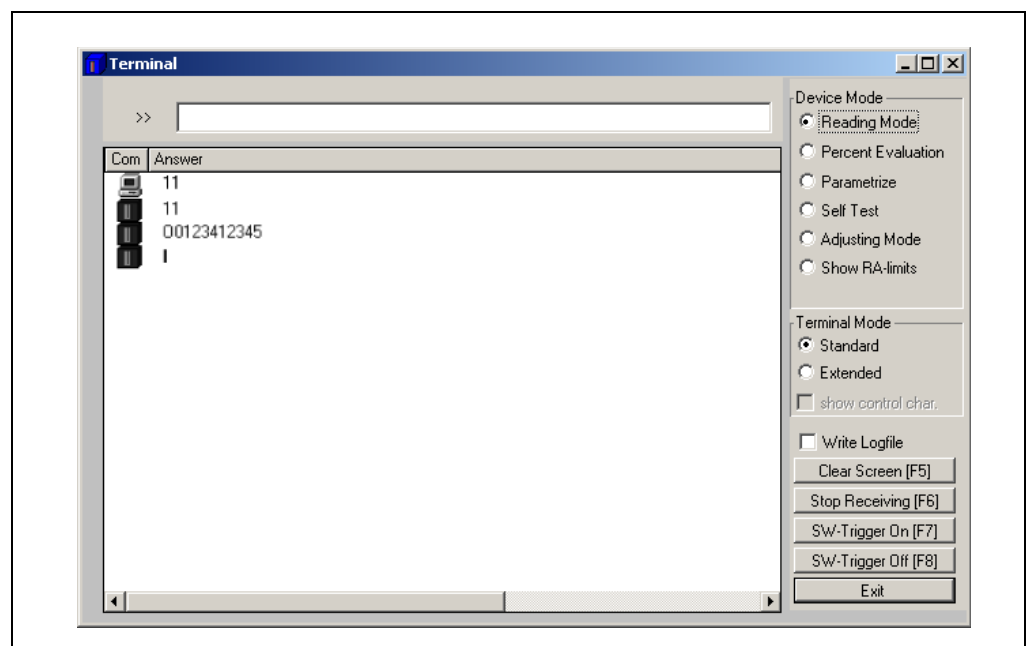 Terminal
>>
Com Answer
11
11
00123412345
I
Device Mode
Reading Mode
Percent Evaluation
Parametrize
Self Test
Adjusting Mode
Show RA-limits
Terminal Mode
Standard
Extended
show control char.
Write Logfile
Clear Screen [F5]
Stop Receiving [F6]
SW-Trigger On [F7]
SW-Trigger Off [F8]
Exit